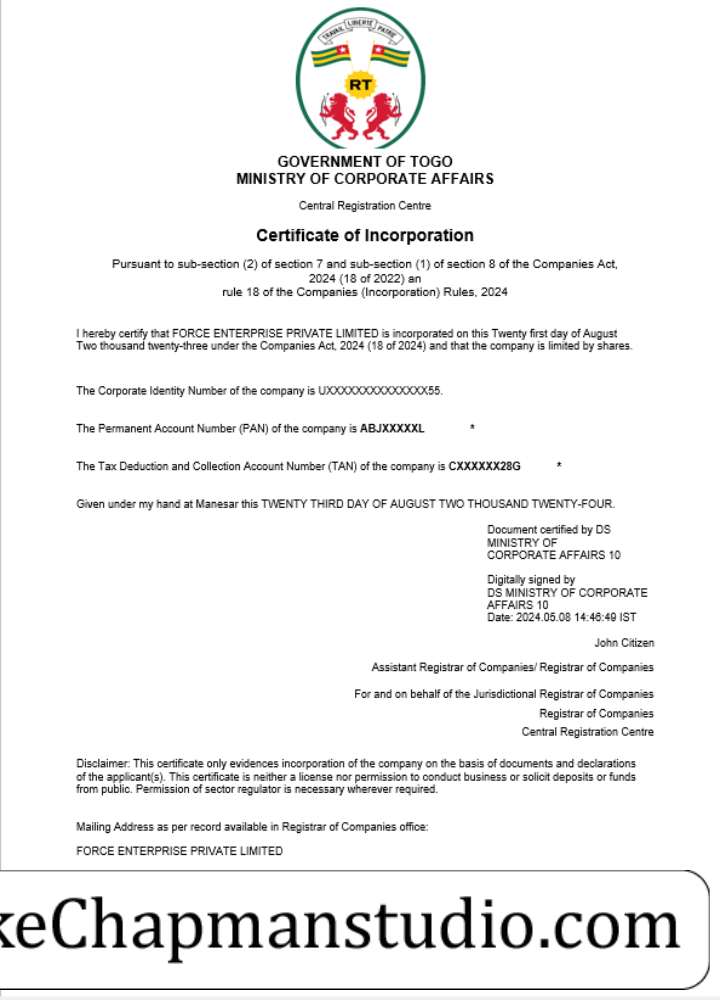 TRAVAIL LIBERTÉ PATRIE
RT
GOVERNMENT OF TOGO
MINISTRY OF CORPORATE AFFAIRS
Central Registration Centre
Certificate of Incorporation
Pursuant to sub-section (2) of section 7 and sub-section (1) of section 8 of the Companies Act,
2024 (18 of 2022) an
rule 18 of the Companies (Incorporation) Rules, 2024
I hereby certify that FORCE ENTERPRISE PRIVATE LIMITED is incorporated on this Twenty first day of August
Two thousand twenty-three under the Companies Act, 2024 (18 of 2024) and that the company is limited by shares.
The Corporate Identity Number of the company is UXXXXXXXXXXXXXX55.
The Permanent Account Number (PAN) of the company is ABJXXXXXL *
The Tax Deduction and Collection Account Number (TAN) of the company is CXXXXXX28G *
Given under my hand at Manesar this TWENTY THIRD DAY OF AUGUST TWO THOUSAND TWENTY-FOUR.
Document certified by DS
MINISTRY OF
CORPORATE AFFAIRS 10
Digitally signed by
DS MINISTRY OF CORPORATE
AFFAIRS 10
Date: 2024.05.08 14:46:49 IST
John Citizen
Assistant Registrar of Companies/ Registrar of Companies
For and on behalf of the Jurisdictional Registrar of Companies
Registrar of Companies
Central Registration Centre
Disclaimer: This certificate only evidences incorporation of the company on the basis of documents and declarations
of the applicant(s). This certificate is neither a license nor permission to conduct business or solicit deposits or funds
from public. Permission of sector regulator is necessary wherever required.
Mailing Address as per record available in Registrar of Companies office:
FORCE ENTERPRISE PRIVATE LIMITED
keChapmanstudio.com